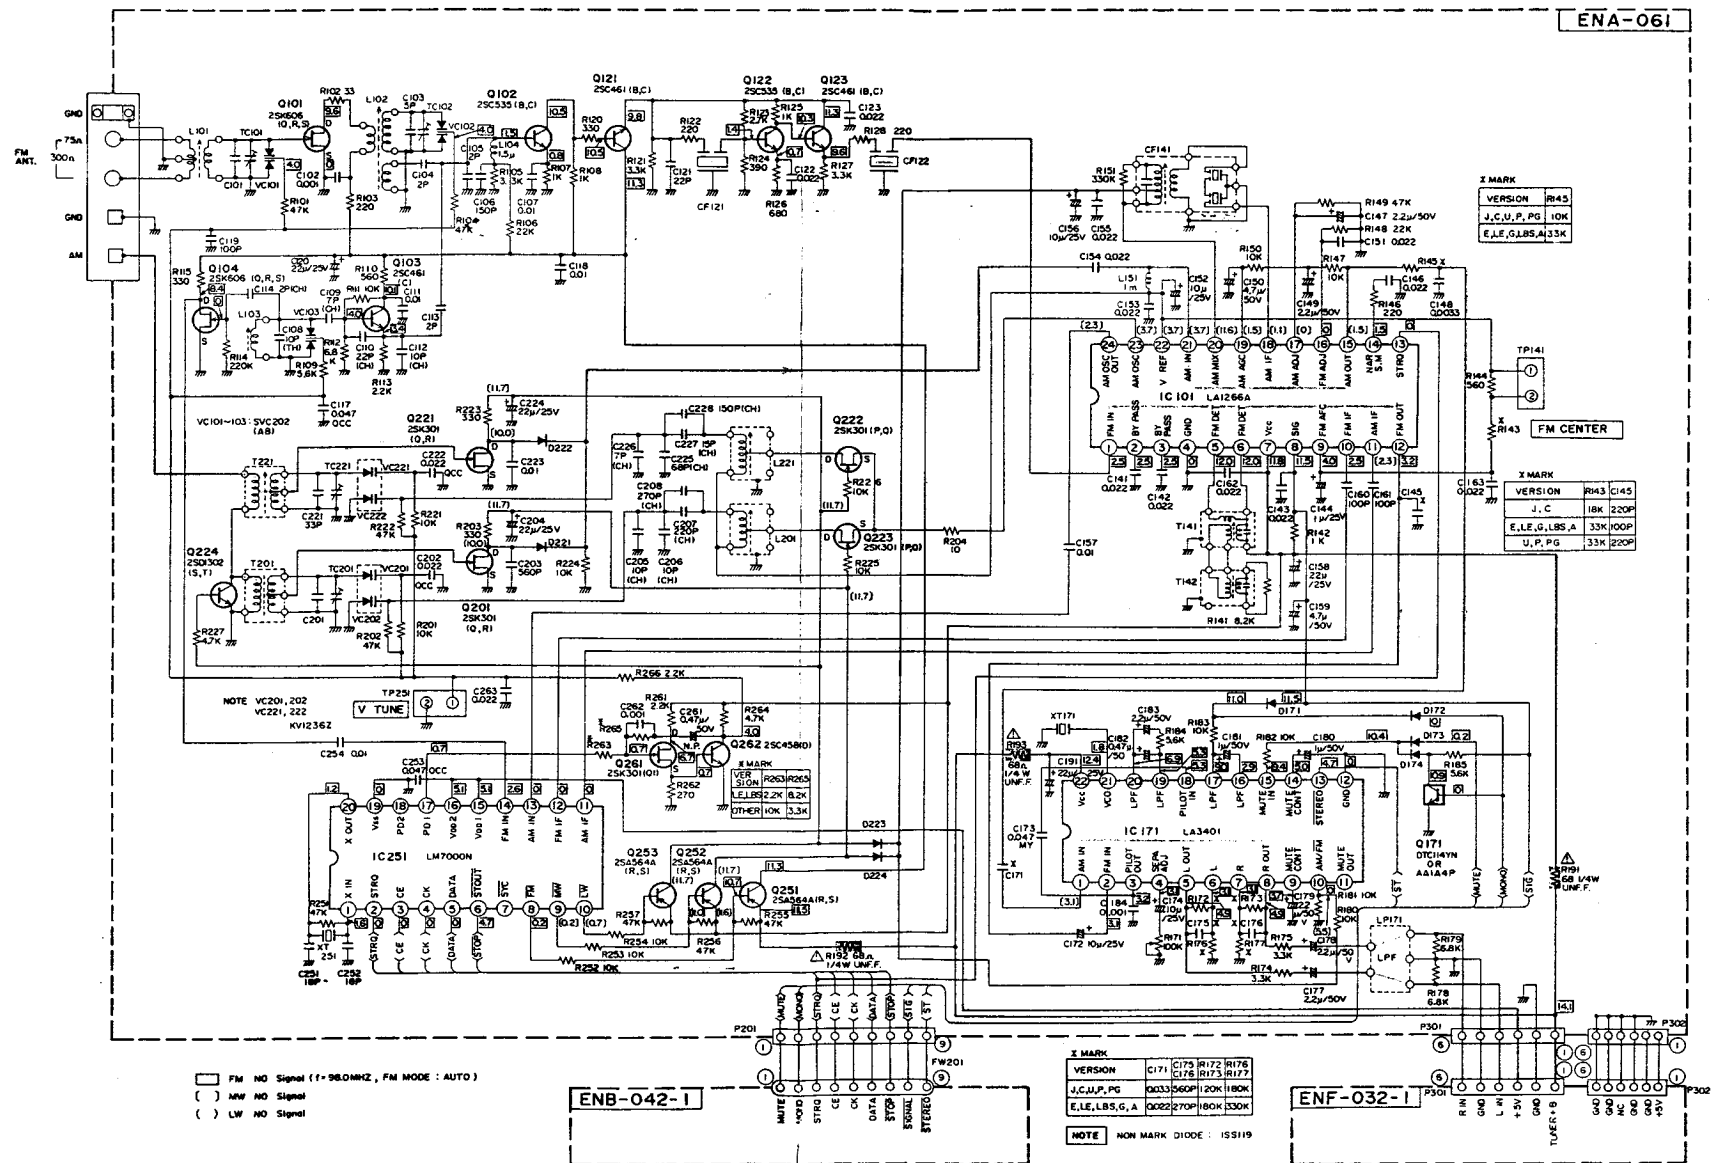 ENA-061
FM ANT.
GND
75Ω
300Ω
GND
AM
L101
TC101
C101
VC101
Q101
2SK606
(Q,R,S)
R102 33
L102
C103
5P
TC102
VC102
C102
0.001
R101
47K
R103
220
C104
2P
C105
2P
L104
1.5μ
R105
3.3K
C106
150P
C107
0.01
R104
47K
R106
22K
Q102
2SC535(B,C)
R107
1K
R108
1K
Q121
2SC461(B,C)
R120
330
R121
3.3K
C121
22P
R122
220
CF121
Q122
2SC535(B,C)
R124
390
R125
1K
R126
680
C122
0.022
Q123
2SC461(B,C)
C123
0.022
R127
3.3K
R128
220
CF122
C119
100P
R115
330
Q104
2SK606 (Q,R,S)
C114 2P(CH)
L103
VC103
C108
10P
(TH)
R114
220K
C109
7P
(CH)
R111 10K
R110
560
Q103
2SC461
(C)
C111
0.01
R112
6.8
K
C110
22P
(CH)
C112
10P
(CH)
C113
2P
R109
5.6K
R113
2.2K
C117
0.047
QCC
C118
0.01
VC101~103: SVC202
(AB)
Q221
2SK301
(Q,R)
R223
330
C224
22μ/25V
D222
C223
0.01
C222
0.022
QCC
T221
TC221
VC221
VC222
C221
33P
R222
47K
R221
10K
Q224
2SD1302
(S,T)
R227
4.7K
T201
TC201
VC201
VC202
C201
R202
47K
R201
10K
C202
0.022
QCC
Q201
2SK301
(Q,R)
R203
330
C204
22μ/25V
D221
C203
560P
R224
10K
C228 150P(CH)
C226
7P
(CH)
C227 15P
(CH)
C225
68P(CH)
L221
C208
270P
(CH)
C207
220P
(CH)
C205
10P
(CH)
C206
10P
(CH)
L201
Q222
2SK301(P,Q)
R226
10K
Q223
2SK301(P,Q)
R225
10K
R204
10
C157
0.01
C156
10μ/25V
C155
0.022
R151
330K
CF141
C154 0.022
L151
1m
C153
0.022
C152
10μ
/25V
R150
10K
C150
4.7μ/
50V
C149
2.2μ/50V
R149 47K
C147 2.2μ/50V
R148 22K
C151 0.022
R147
10K
R145
C146
0.022
R146
220
C148
0.0033
X MARK
VERSION R145
J,C,U,P,PG 10K
E,LE,G,LBS,A 33K
AM OSC OUT
AM OSC
V REF
AM IN
AM MIX
AM AGC
AM IF
AM ADJ
FM ADJ
AM OUT
NAR S.M
STRQ
IC101 LA1266A
FM IN
BY PASS
BY PASS
GND
FM DET
FM DET
Vcc
SIG
FM AFC
FM IF
AM IF
FM OUT
TP141
R144
560
R143
FM CENTER
X MARK
VERSION R143 C145
J,C 18K 220P
E,LE,G,LBS,A 33K 100P
U,P,PG 33K 220P
C141
0.022
C142
0.022
C162
0.022
C143
0.022
C144
1μ/25V
C160
100P
C161
100P
C145
C163
0.022
T141
T142
R142
1K
C158
22μ
/25V
C159
4.7μ
/50V
R141 8.2K
NOTE VC201,202
VC221,222
KV1236Z
V TUNE
TP251
C263
0.022
R266 2.2K
C262
0.001
R265
R263
R261
2.2K
C261
0.47μ/
50V
N.P.
R264
4.7K
Q261
2SK301(Q)
Q262 2SC458(D)
R262
270
X MARK
VERSION R263 R265
LE,LBS 2.2K 8.2K
OTHER 10K 3.3K
C254 0.01
C253
0.047 QCC
X OUT
Vss
PD2
PD1
VDD2
VDD1
FM IN
AM IN
FM IF
AM IF
IC251 LM7000N
X IN
STRQ
CE
CK
DATA
STOUT
SYC
FM
MW
LW
R251
47K
XT
251
C251
18P
C252
18P
(STRQ)
(CE)
(CK)
(DATA)
(STOP)
Q253
2SA564A
(R,S)
Q252
2SA564A
(R,S)
Q251
2SA564A(R,S)
D223
D224
R257
47K
R254 10K
R253 10K
R252 10K
R256
47K
R255
47K
R192 68Ω
1/4W UNF.F.
R193
68Ω
1/4 W
UNF.F.
XT171
C191
22μ/25V
C182
0.47μ
/50
C183
2.2μ/50V
R184
5.6K
R183
10K
C181
1μ/50V
R182 10K
C180
1μ/50V
D171
D172
D173
D174
R185
5.6K
Q171
DTC114YN
OR
AA1A4P
Vcc
VCO
LPF
LPF
PILOT IN
LPF
LPF
MUTE IN
MUTE CONT
STEREO
GND
IC171 LA3401
AM IN
FM IN
PILOT OUT
SEPA ADJ
L OUT
L
R
R OUT
MUTE CONT
AM/FM
MUTE OUT
C173
0.047
MY
C171
C172 10μ/25V
C184
0.001
C174
10μ
/25V
R171
100K
R172
C175
R176
R173
C176
R177
C179
22μ
/50
R181 10K
R180
10K
R175
3.3K
R174
3.3K
C178
2.2μ/50
V
C177
2.2μ/50V
LP171
LPF
R179
6.8K
R178
6.8K
(ST)
(MUTE)
(MONO)
(SIG)
R191
68 1/4W
UNF.F.
P201
FW201
(MUTE)
(MONO)
(STRQ)
(CE)
(CK)
(DATA)
(STOP)
(SIG)
(ST)
MUTE
MONO
STRQ
CE
CK
DATA
STOP
SIGNAL
STEREO
P301
P302
P301
P302
R IN
GND
L IN
+5V
GND
TUNER+B
GND
GND
NC
GND
GND
+5V
FM NO Signal (f=98.0MHZ, FM MODE : AUTO)
[ ] MW NO Signal
( ) LW NO Signal
ENB-042-1
ENF-032-1
X MARK
VERSION C171 C175 C176 R172 R173 R176 R177
J,C,U,P,PG 0.033 560P 120K 180K
E,LE,LBS,G,A 0.022 270P 180K 330K
NOTE NON MARK DIODE : ISS119